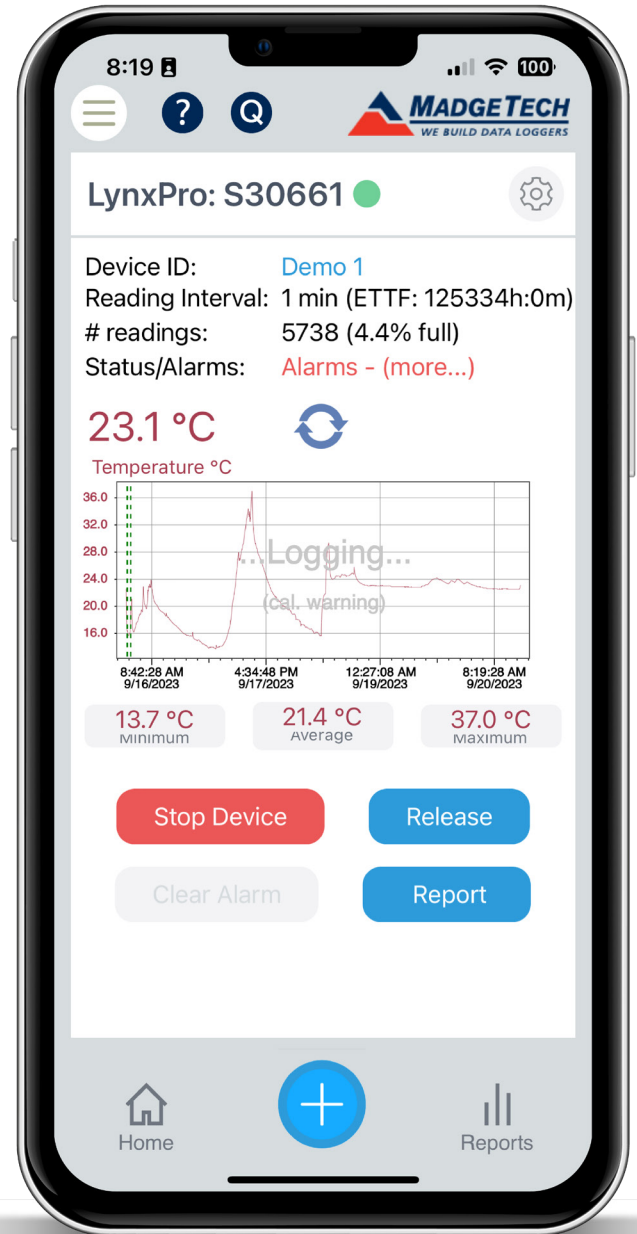 8:19
100
?
Q
MADGETECH
WE BUILD DATA LOGGERS
LynxPro: S30661
Device ID: Demo 1
Reading Interval: 1 min (ETTF: 125334h:0m)
# readings: 5738 (4.4% full)
Status/Alarms: Alarms - (more...)
23.1 °C
Temperature °C
36.0
32.0
28.0
24.0
20.0
16.0
...Logging...
(cal. warning)
8:42:28 AM 4:34:48 PM 12:27:08 AM 8:19:28 AM
9/16/2023 9/17/2023 9/19/2023 9/20/2023
13.7 °C 21.4 °C 37.0 °C
Minimum Average Maximum
Stop Device Release
Clear Alarm Report
Home Reports